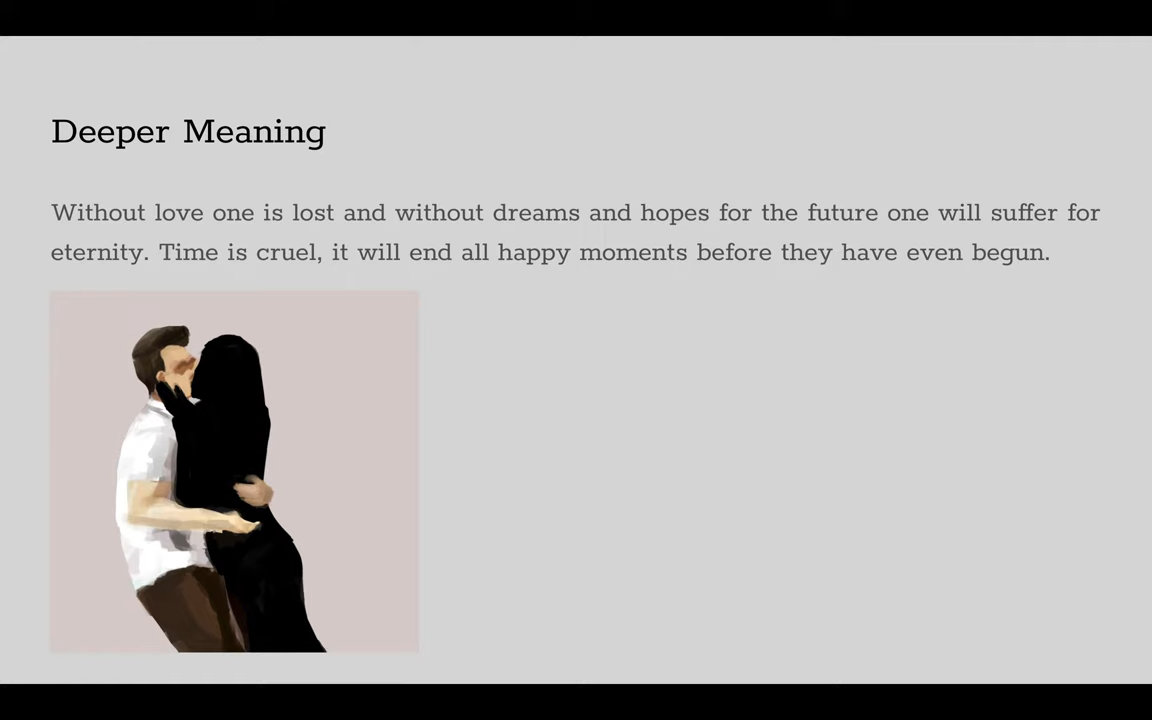 Deeper Meaning
Without love one is lost and without dreams and hopes for the future one will suffer for
eternity. Time is cruel, it will end all happy moments before they have even begun.